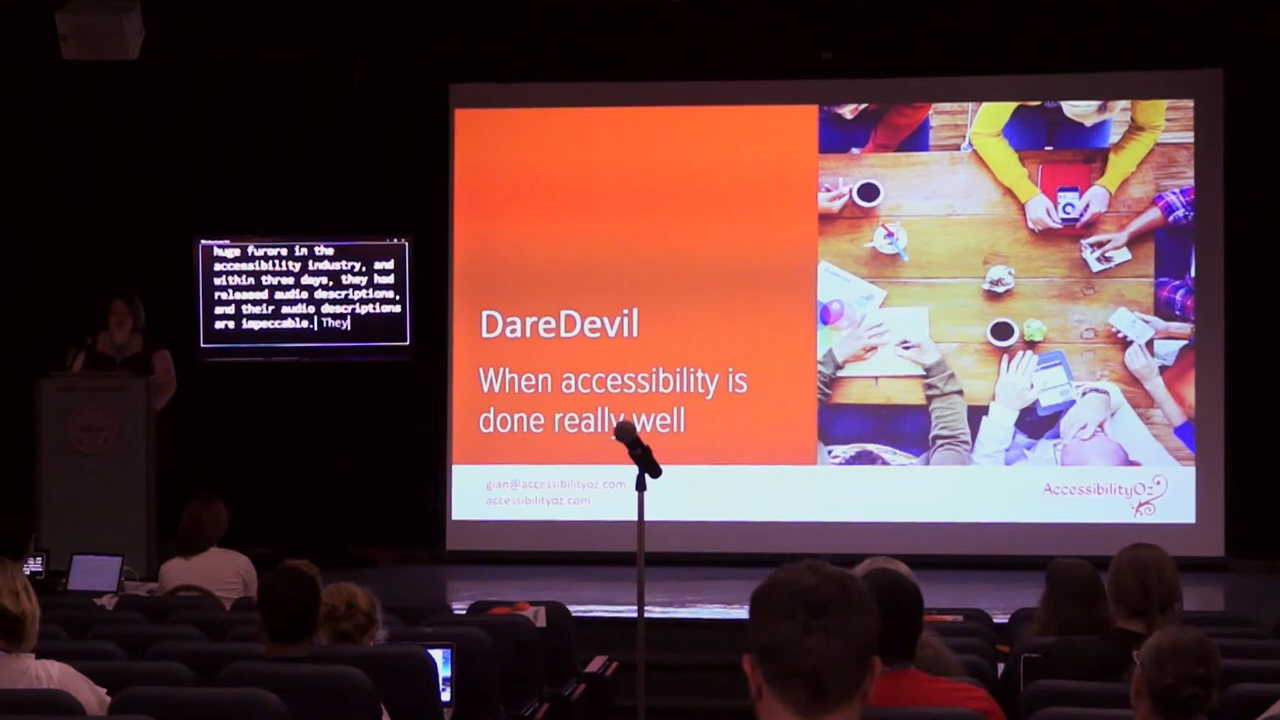 huge furore in the
accessibility industry, and
within three days, they had
released audio descriptions,
and their audio descriptions
are impeccable. They
DareDevil
When accessibility is
done really well
gian@accessibilityoz.com
accessibilityoz.com
AccessibilityOz